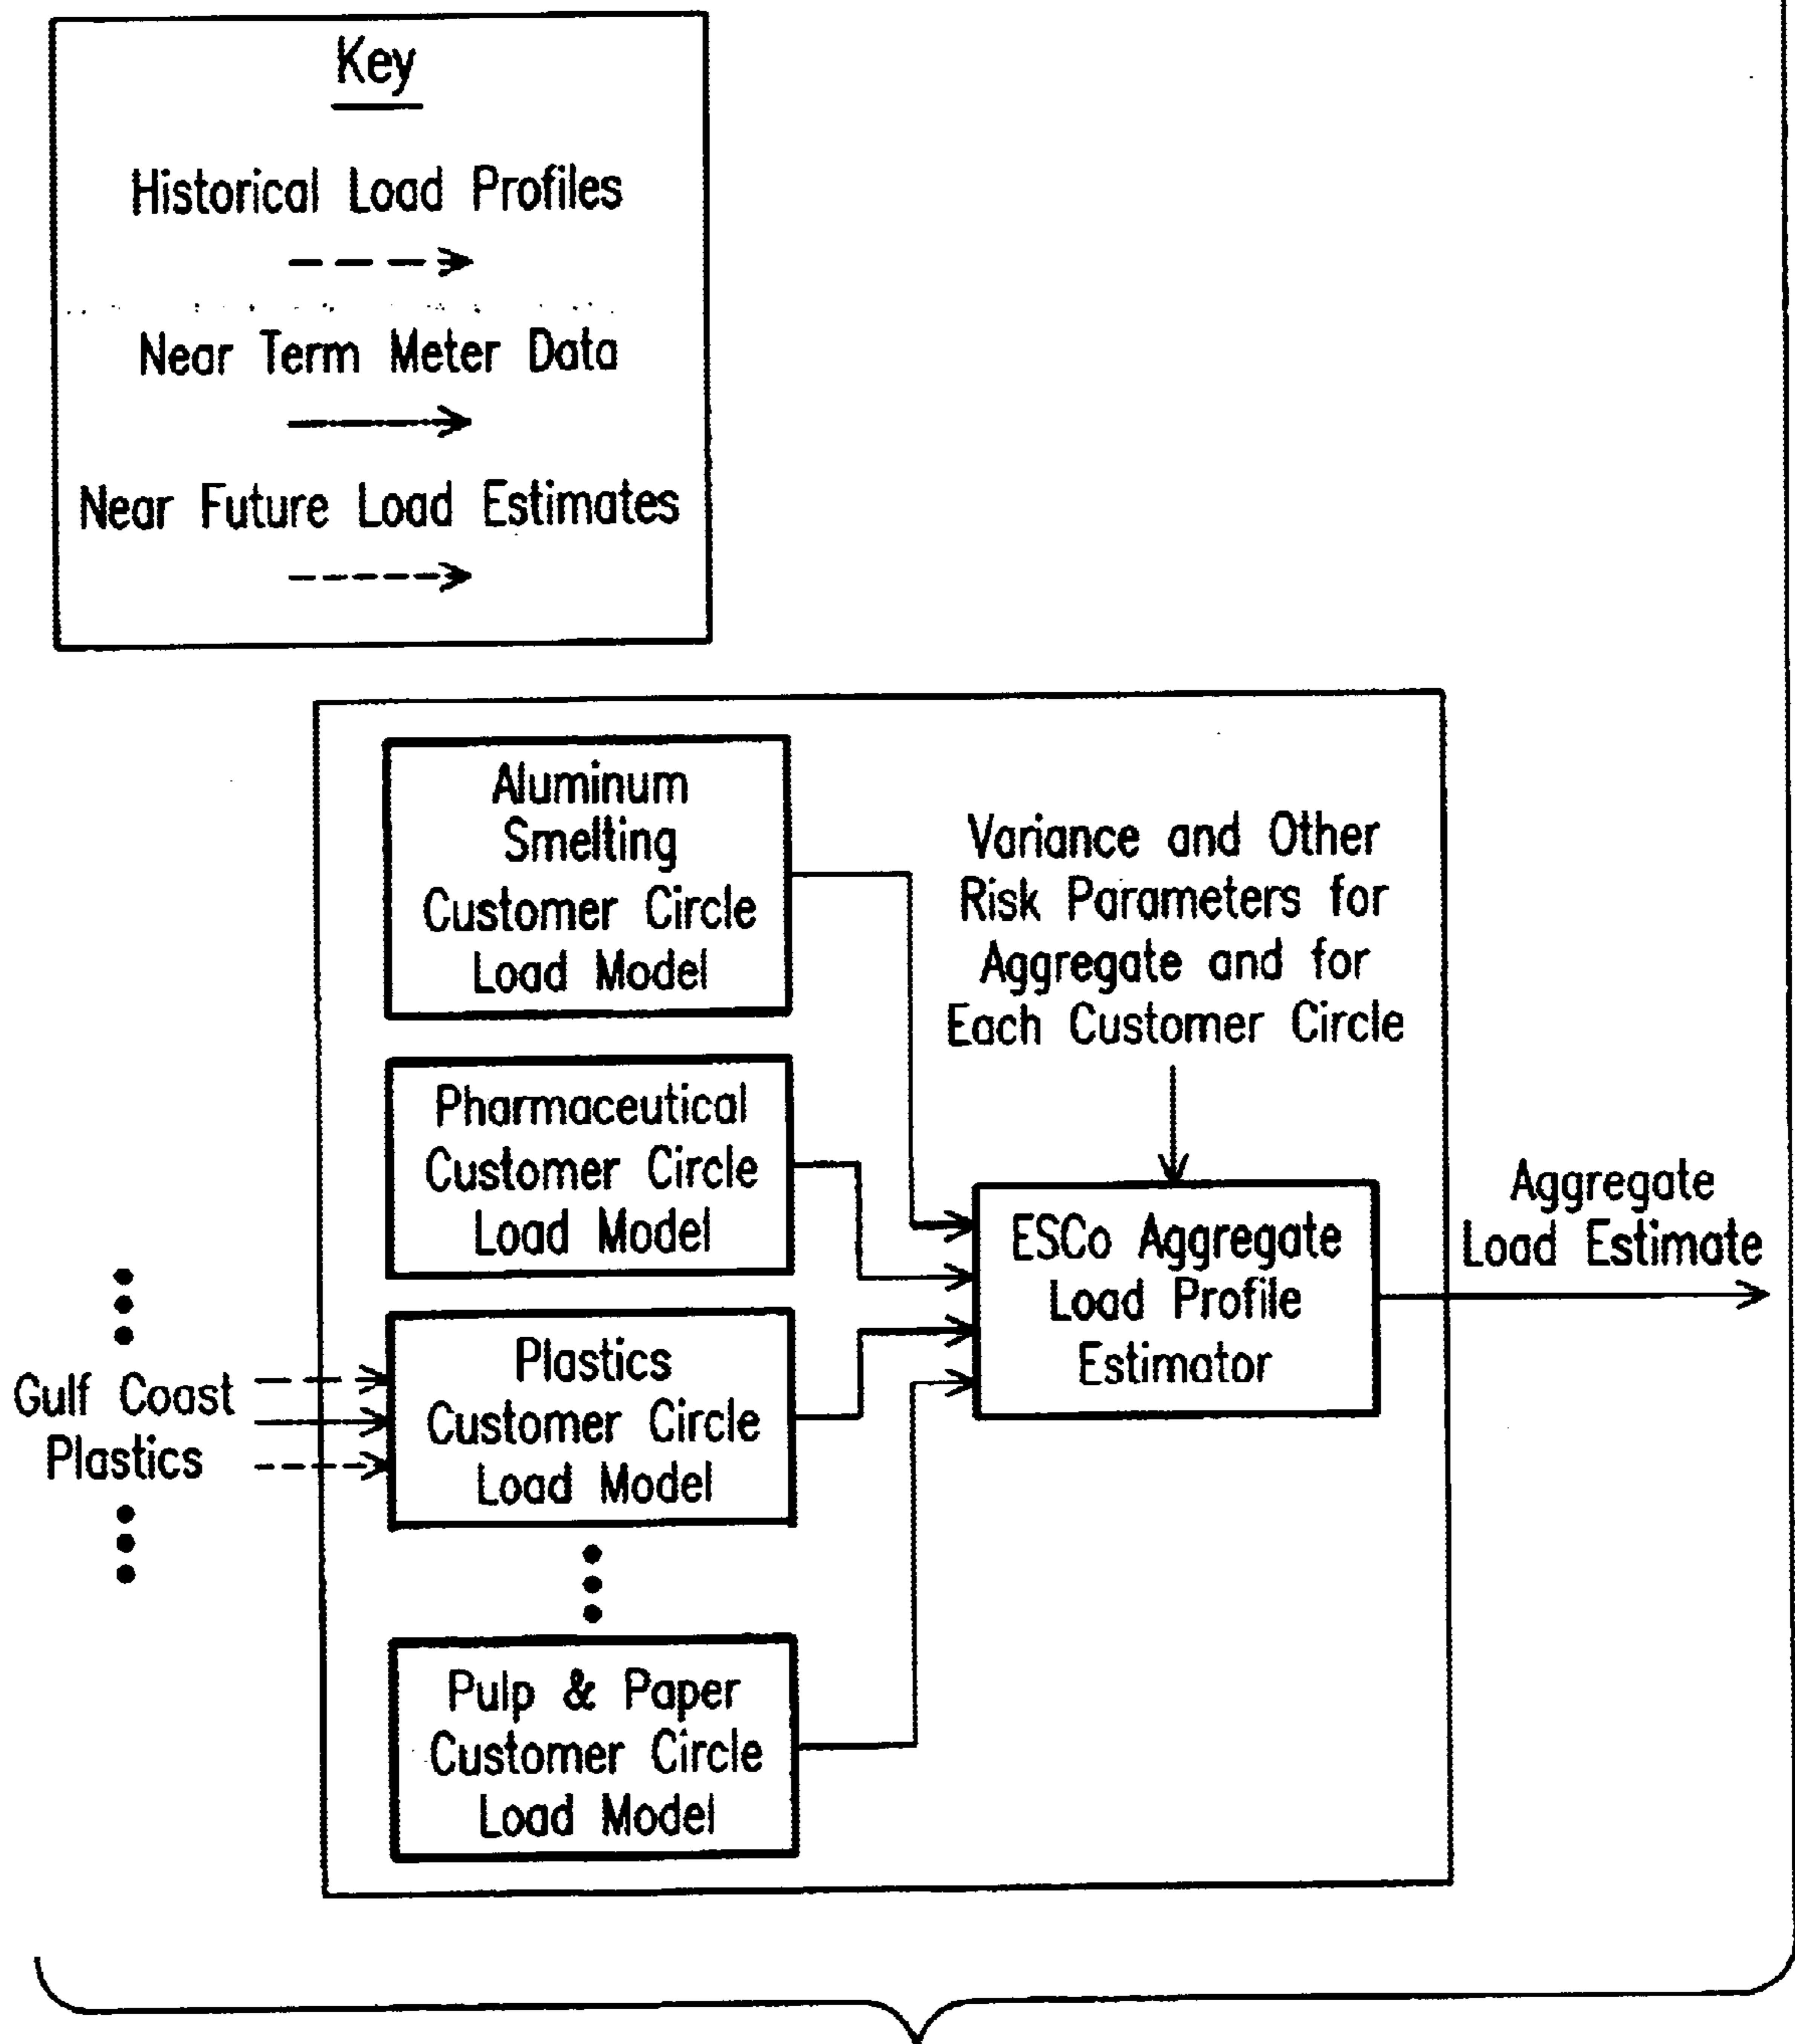 Key
Historical Load Profiles
Near Term Meter Data
Near Future Load Estimates
Aluminum
Smelting
Customer Circle
Load Model
Variance and Other
Risk Parameters for
Aggregate and for
Each Customer Circle
Pharmaceutical
Customer Circle
Load Model
ESCo Aggregate
Load Profile
Estimator
Aggregate
Load Estimate
Gulf Coast
Plastics
Plastics
Customer Circle
Load Model
Pulp & Paper
Customer Circle
Load Model